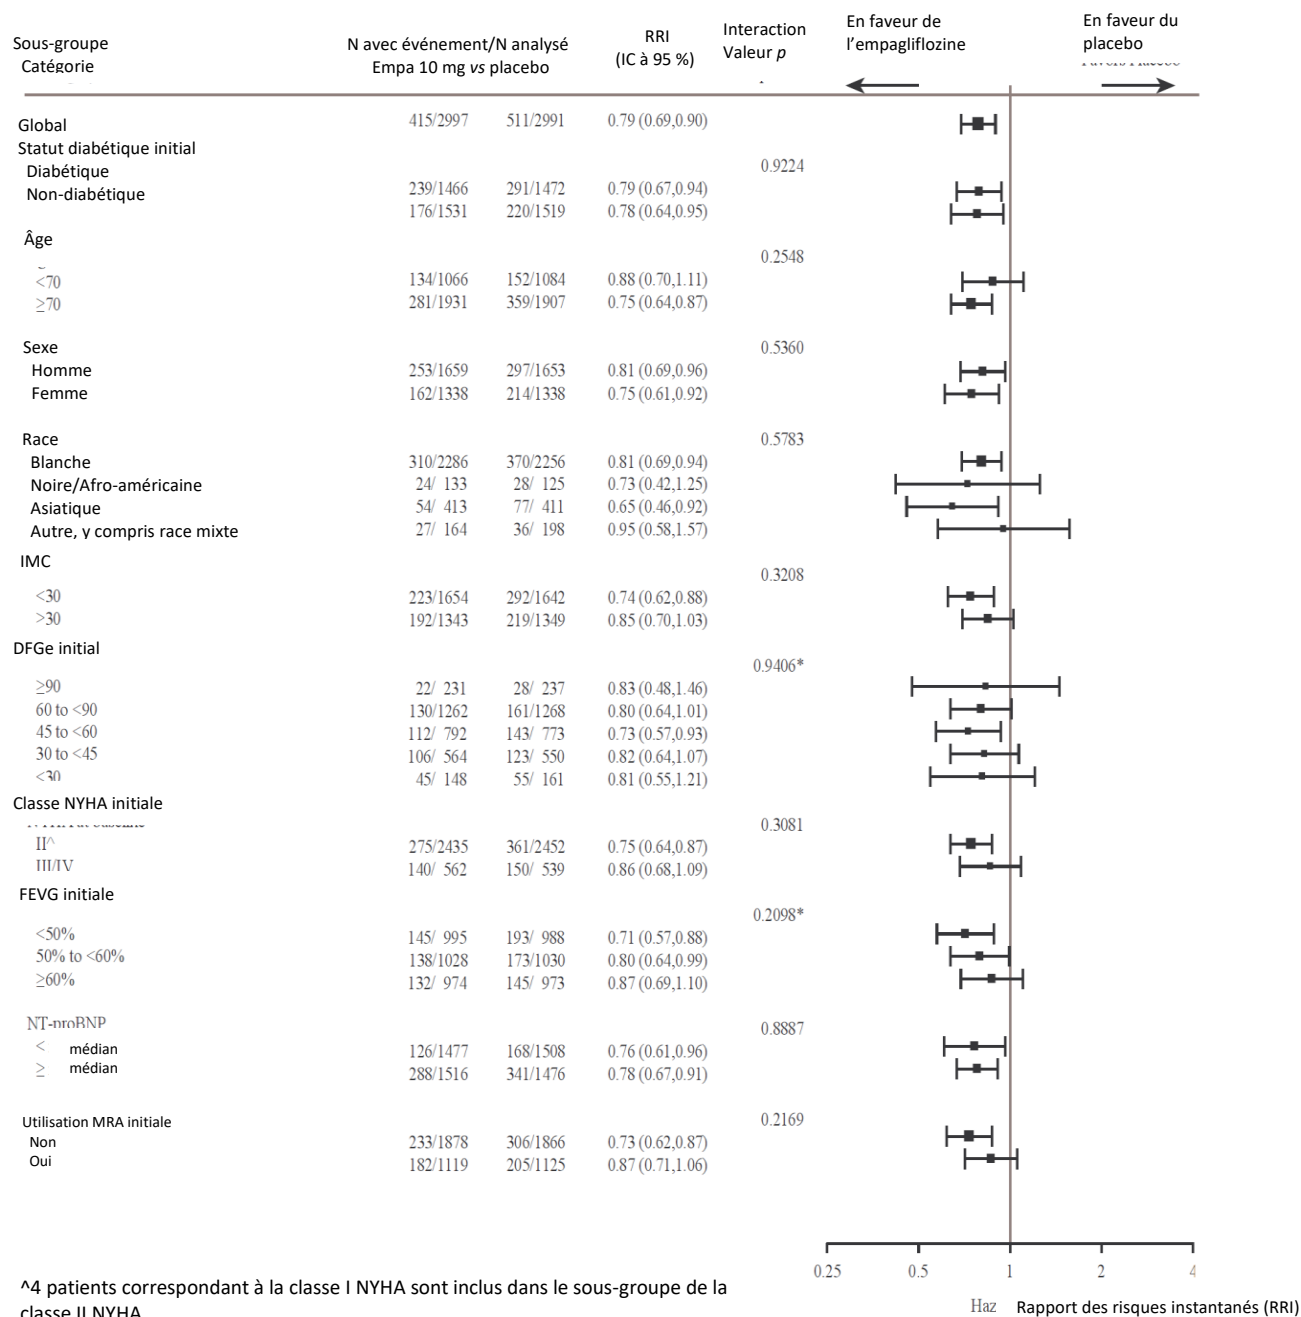 Sous-groupe
Catégorie
N avec événement/N analysé
Empa 10 mg vs placebo
RRI
(IC à 95 %)
Interaction
Valeur p
En faveur de
l’empagliflozine
En faveur du
placebo
Global 415/2997 511/2991 0.79 (0.69,0.90)
Statut diabétique initial 0.9224
Diabétique 239/1466 291/1472 0.79 (0.67,0.94)
Non-diabétique 176/1531 220/1519 0.78 (0.64,0.95)
Âge 0.2548
<70 134/1066 152/1084 0.88 (0.70,1.11)
≥70 281/1931 359/1907 0.75 (0.64,0.87)
Sexe 0.5360
Homme 253/1659 297/1653 0.81 (0.69,0.96)
Femme 162/1338 214/1338 0.75 (0.61,0.92)
Race 0.5783
Blanche 310/2286 370/2256 0.81 (0.69,0.94)
Noire/Afro-américaine 24/ 133 28/ 125 0.73 (0.42,1.25)
Asiatique 54/ 413 77/ 411 0.65 (0.46,0.92)
Autre, y compris race mixte 27/ 164 36/ 198 0.95 (0.58,1.57)
IMC 0.3208
<30 223/1654 292/1642 0.74 (0.62,0.88)
>30 192/1343 219/1349 0.85 (0.70,1.03)
DFGe initial 0.9406*
≥90 22/ 231 28/ 237 0.83 (0.48,1.46)
60 to <90 130/1262 161/1268 0.80 (0.64,1.01)
45 to <60 112/ 792 143/ 773 0.73 (0.57,0.93)
30 to <45 106/ 564 123/ 550 0.82 (0.64,1.07)
<30 45/ 148 55/ 161 0.81 (0.55,1.21)
Classe NYHA initiale 0.3081
II^ 275/2435 361/2452 0.75 (0.64,0.87)
III/IV 140/ 562 150/ 539 0.86 (0.68,1.09)
FEVG initiale 0.2098*
<50% 145/ 995 193/ 988 0.71 (0.57,0.88)
50% to <60% 138/1028 173/1030 0.80 (0.64,0.99)
≥60% 132/ 974 145/ 973 0.87 (0.69,1.10)
NT-proBNP 0.8887
< médian 126/1477 168/1508 0.76 (0.61,0.96)
≥ médian 288/1516 341/1476 0.78 (0.67,0.91)
Utilisation MRA initiale 0.2169
Non 233/1878 306/1866 0.73 (0.62,0.87)
Oui 182/1119 205/1125 0.87 (0.71,1.06)
0.25 0.5 1 2 4
^4 patients correspondant à la classe I NYHA sont inclus dans le sous-groupe de la
classe II NYHA
Haz Rapport des risques instantanés (RRI)